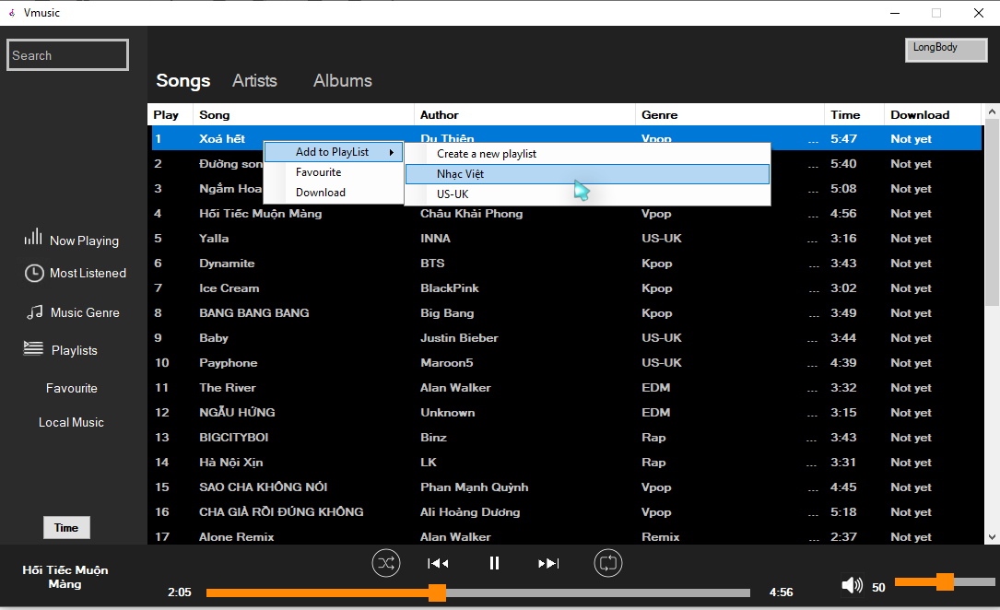 Vmusic
Search
LongBody
Songs Artists Albums
Play Song Author Genre Time Download
1 Xoá hết Du Thiên Vpop ... 5:47 Not yet
Add to PlayList
Favourite
Download
Create a new playlist
Nhạc Việt
US-UK
2 Đường son ... 5:40 Not yet
3 Ngắm Hoa ... 5:08 Not yet
4 Hối Tiếc Muộn Màng Châu Khải Phong Vpop ... 4:56 Not yet
5 Yalla INNA US-UK ... 3:16 Not yet
6 Dynamite BTS Kpop ... 3:43 Not yet
7 Ice Cream BlackPink Kpop ... 3:02 Not yet
8 BANG BANG BANG Big Bang Kpop ... 3:49 Not yet
9 Baby Justin Bieber US-UK ... 3:44 Not yet
10 Payphone Maroon5 US-UK ... 4:39 Not yet
11 The River Alan Walker EDM ... 3:32 Not yet
12 NGẪU HỨNG Unknown EDM ... 3:15 Not yet
13 BIGCITYBOI Binz Rap ... 3:43 Not yet
14 Hà Nội Xịn LK Rap ... 3:31 Not yet
15 SAO CHA KHÔNG NÓI Phan Mạnh Quỳnh Vpop ... 4:45 Not yet
16 CHA GIÀ RỒI ĐÚNG KHÔNG Ali Hoàng Dương Vpop ... 5:18 Not yet
17 Alone Remix Alan Walker Remix ... 2:37 Not yet
Now Playing
Most Listened
Music Genre
Playlists
Favourite
Local Music
Time
Hối Tiếc Muộn
Màng
2:05
4:56
50